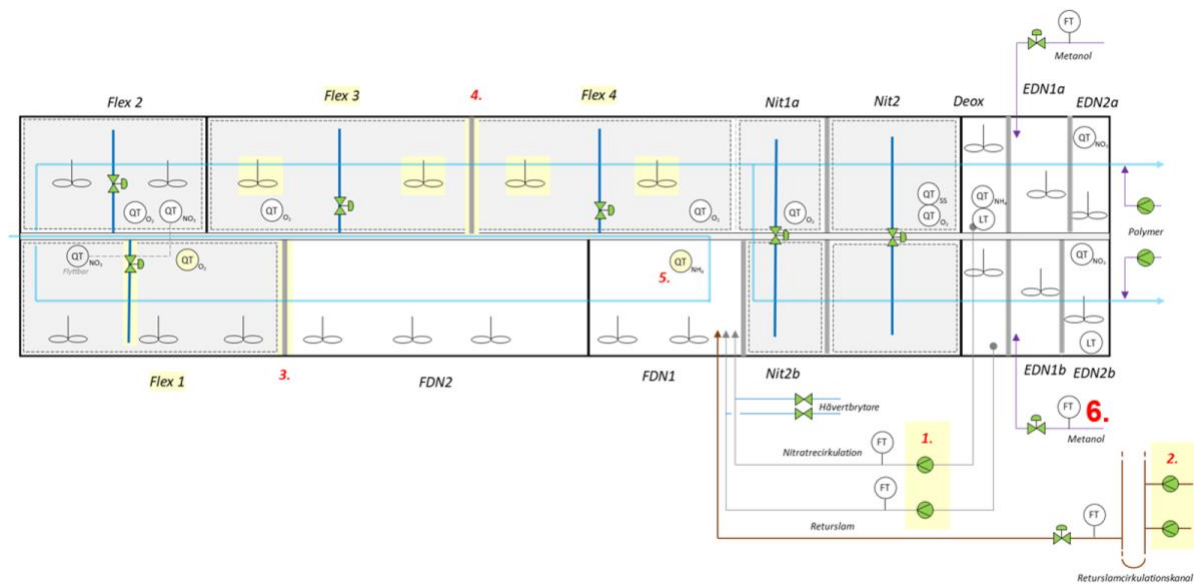 FT
Metanol
Flex 2
Flex 3
4.
Flex 4
Nit1a
Nit2
Deox
EDN1a
EDN2a
QT NO3
QT SS
QT O2
QT NH4
LT
QT O2
QT NO3
QT O2
QT O2
QT O2
Polymer
QT NO3
Flyttbar
QT O2
QT NH4
5.
QT NO3
LT
Flex 1
3.
FDN2
FDN1
Nit2b
EDN1b
EDN2b
Hävertbrytare
FT
6.
Metanol
1.
FT
Nitratrecirkulation
2.
FT
Returslam
FT
Returslamcirkulationskanal